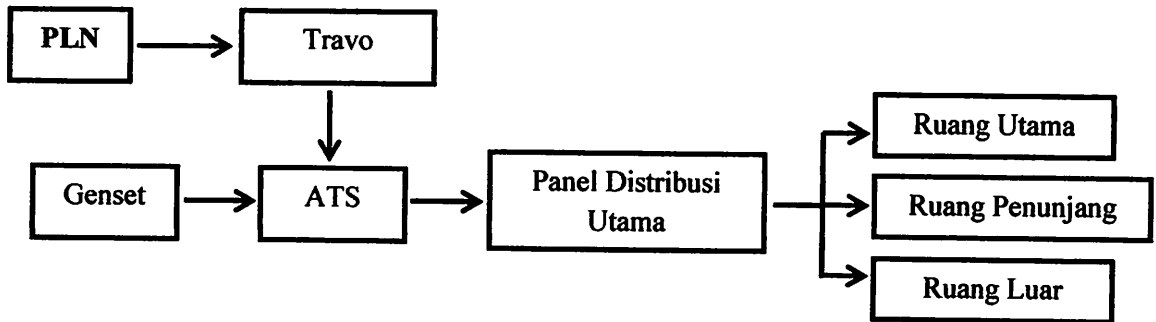 PLN
Travo
Genset
ATS
Panel Distribusi
Utama
Ruang Utama
Ruang Penunjang
Ruang Luar